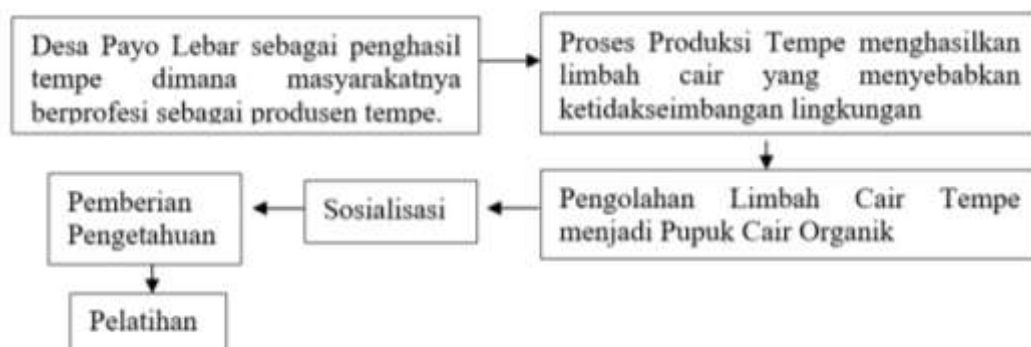 Desa Payo Lebar sebagai penghasil
tempe dimana masyarakatnya
berprofesi sebagai produsen tempe.
Proses Produksi Tempe menghasilkan
limbah cair yang menyebabkan
ketidakseimbangan lingkungan
Pengolahan Limbah Cair Tempe
menjadi Pupuk Cair Organik
Sosialisasi
Pemberian
Pengetahuan
Pelatihan